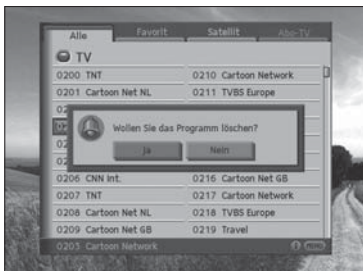 Alle Favorit Satellit Abo-TV
TV
0200 TNT 0210 Cartoon Network
0201 Cartoon Net NL 0211 TVBS Europe
Wollen Sie das Programm löschen?
Ja Nein
0206 CNN Int. 0216 Cartoon Net GB
0207 TNT 0217 Cartoon Network
0208 Cartoon Net NL 0218 TVBS Europe
0209 Cartoon Net GB 0219 Travel
0203 Cartoon Network MENU